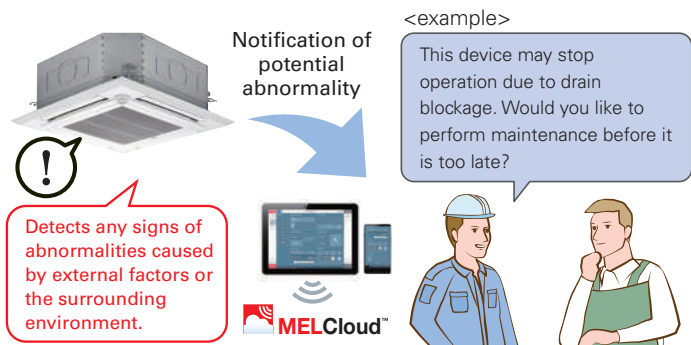 Notification of
potential
abnormality
<example>
This device may stop
operation due to drain
blockage. Would you like to
perform maintenance before it
is too late?
!
Detects any signs of
abnormalities caused
by external factors or
the surrounding
environment.
MELCloud™